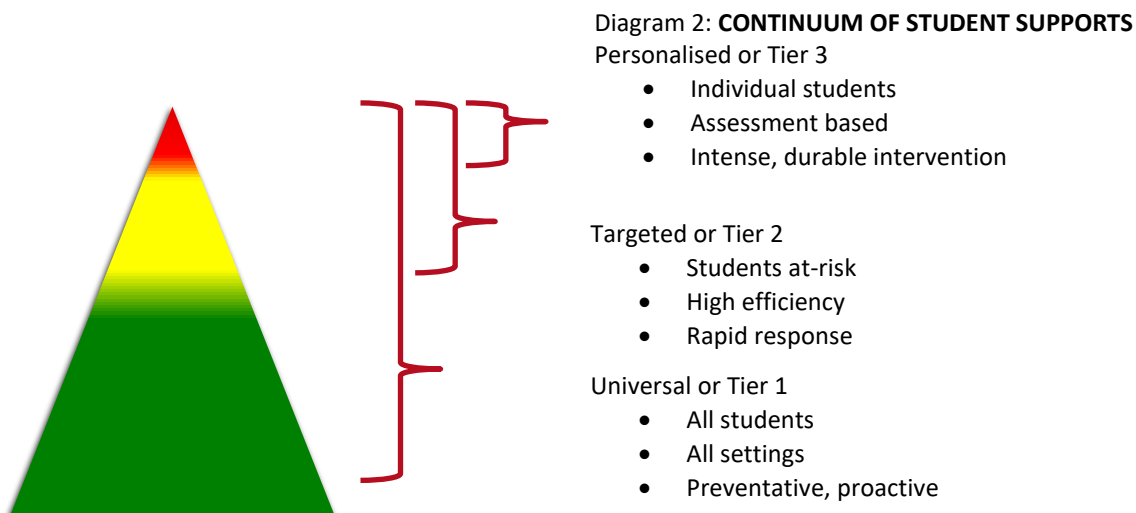 Diagram 2: CONTINUUM OF STUDENT SUPPORTS
Personalised or Tier 3
• Individual students
• Assessment based
• Intense, durable intervention
Targeted or Tier 2
• Students at-risk
• High efficiency
• Rapid response
Universal or Tier 1
• All students
• All settings
• Preventative, proactive